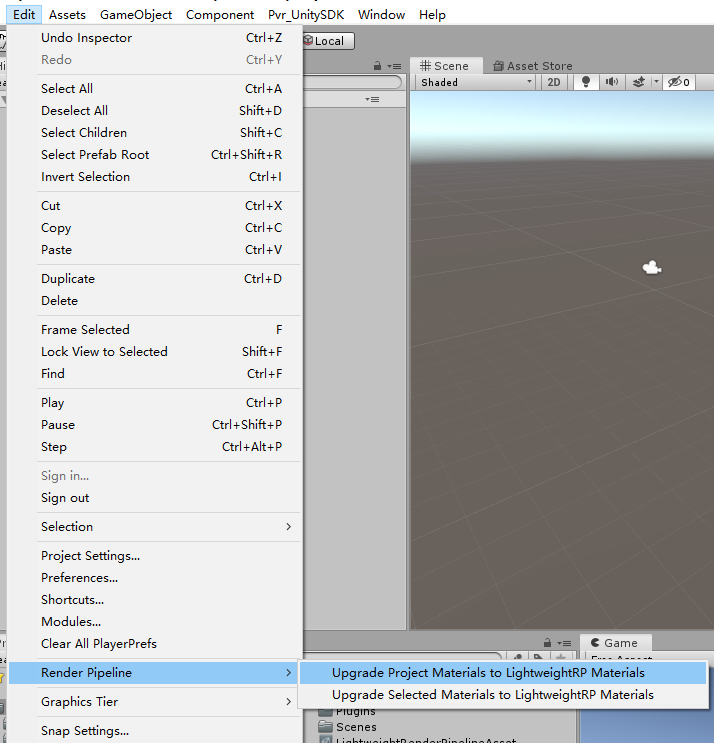 Edit Assets GameObject Component Pvr_UnitySDK Window Help
Local
Undo Inspector Ctrl+Z
Redo Ctrl+Y
Select All Ctrl+A
Deselect All Shift+D
Select Children Shift+C
Select Prefab Root Ctrl+Shift+R
Invert Selection Ctrl+I
Cut Ctrl+X
Copy Ctrl+C
Paste Ctrl+V
Duplicate Ctrl+D
Delete
Frame Selected F
Lock View to Selected Shift+F
Find Ctrl+F
Play Ctrl+P
Pause Ctrl+Shift+P
Step Ctrl+Alt+P
Sign in...
Sign out
Selection
Project Settings...
Preferences...
Shortcuts...
Modules...
Clear All PlayerPrefs
Render Pipeline
Graphics Tier
Snap Settings...
Scene Asset Store
Shaded 2D 0
Game
Free Aspect
Upgrade Project Materials to LightweightRP Materials
Upgrade Selected Materials to LightweightRP Materials
Plugins
Scenes
LightweightRenderPipelineAsset